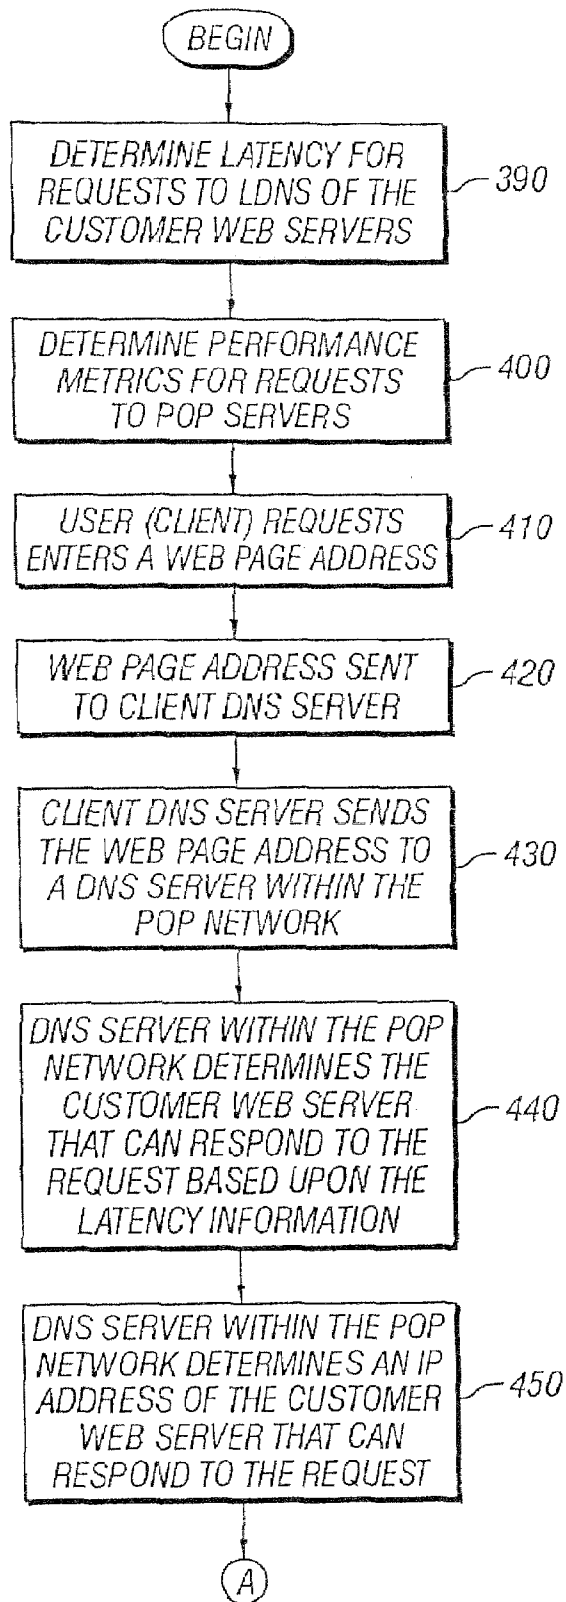 BEGIN
DETERMINE LATENCY FOR
REQUESTS TO LDNS OF THE
CUSTOMER WEB SERVERS
390
DETERMINE PERFORMANCE
METRICS FOR REQUESTS
TO POP SERVERS
400
USER (CLIENT) REQUESTS
ENTERS A WEB PAGE ADDRESS
410
WEB PAGE ADDRESS SENT
TO CLIENT DNS SERVER
420
CLIENT DNS SERVER SENDS
THE WEB PAGE ADDRESS TO
A DNS SERVER WITHIN THE
POP NETWORK
430
DNS SERVER WITHIN THE POP
NETWORK DETERMINES THE
CUSTOMER WEB SERVER
THAT CAN RESPOND TO THE
REQUEST BASED UPON THE
LATENCY INFORMATION
440
DNS SERVER WITHIN THE POP
NETWORK DETERMINES AN IP
ADDRESS OF THE CUSTOMER
WEB SERVER THAT CAN
RESPOND TO THE REQUEST
450
A